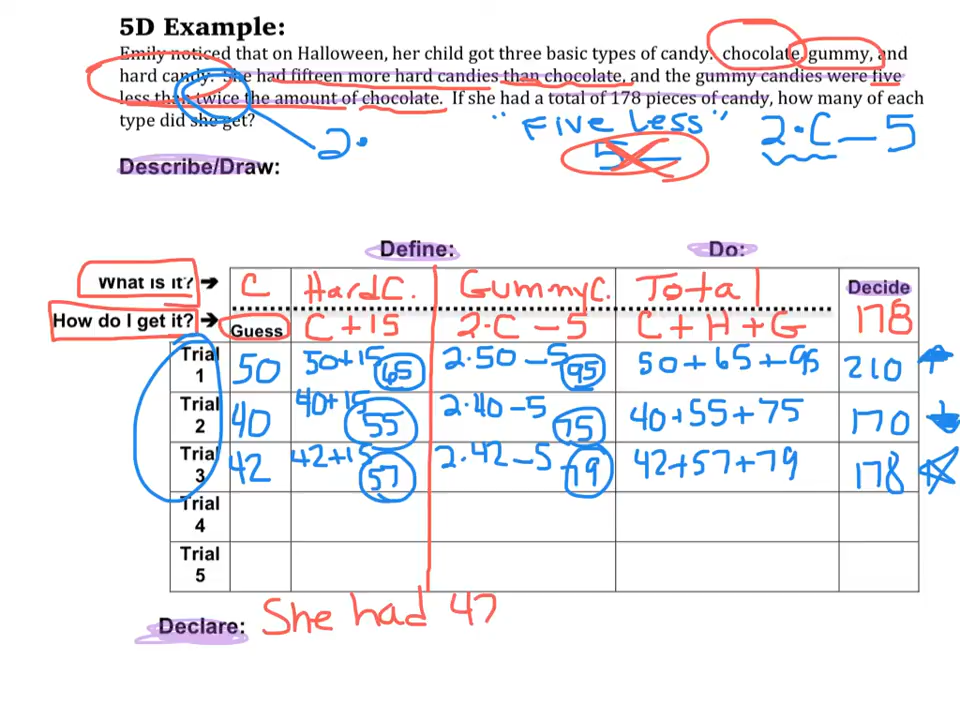 5D Example:
Emily noticed that on Halloween, her child got three basic types of candy: chocolate, gummy, and
hard candy. She had fifteen more hard candies than chocolate, and the gummy candies were five
less than twice the amount of chocolate. If she had a total of 178 pieces of candy, how many of each
type did she get?
2•
"FIVE LESS"
5 —
2•C — 5
Describe/Draw:
Define: Do:
What is it? → C HardC. GummyC. Total Decide
How do I get it? → Guess C+15 2·C-5 C+H+G 178
Trial 1 50 50+15 65 2·50-5 95 50+65+95 210
Trial 2 40 40+15 55 2·40-5 75 40+55+75 170
Trial 3 42 42+15 57 2·42-5 79 42+57+79 178
Trial 4
Trial 5
Declare: She had 42